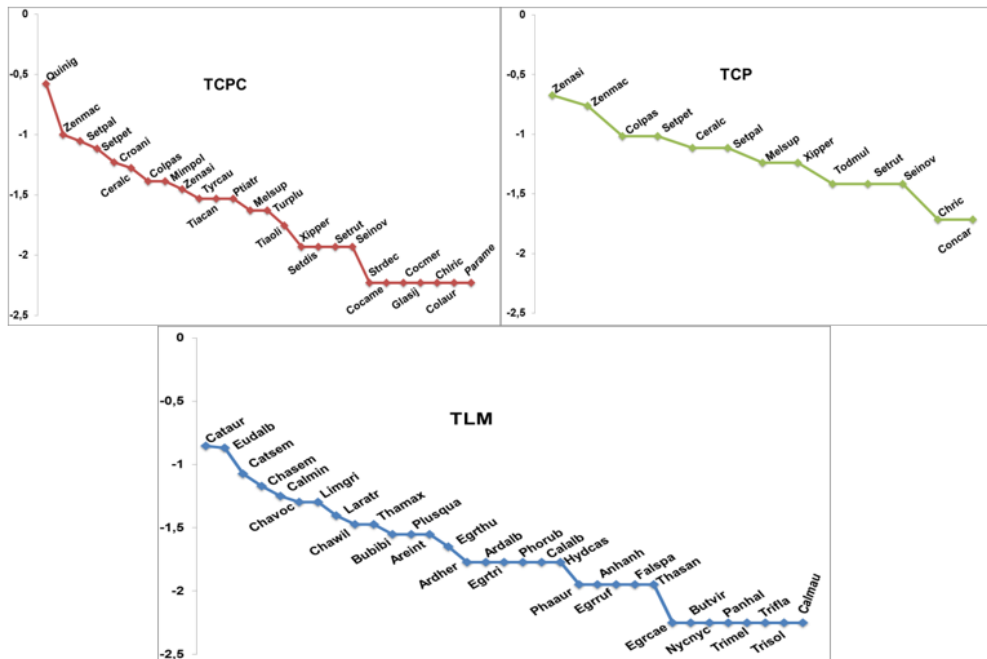 0
-0,5
-1
-1,5
-2
-2,5
TCPC
Quinig
Zenmac
Setpal
Setpet
Croani
Ceralc
Coipas
Mimpol
Zenasi
Tyrcau
Tiacan
Ptiatr
Melsup
Turplu
Tiaoli
Xipper
Setdis
Setrut
Seinov
Strdec
Cocame
Cocmer
Glasij
Chlric
Colaur
Parame
0
-0,5
-1
-1,5
-2
-2,5
TCP
Zenasi
Zenmac
Coipas
Setpet
Ceralc
Setpal
Melsup
Xipper
Todmul
Setrut
Seinov
Chric
Concar
0
-0,5
-1
-1,5
-2
-2,5
TLM
Cataur
Eudalb
Catsem
Chasem
Calmin
Chavoc
Limgri
Laratr
Chawil
Thamax
Bubibi
Plusqua
Areint
Egrthu
Ardher
Ardalb
Egrtri
Phorub
Calalb
Hydcas
Phaaur
Anhanh
Egrruf
Falspa
Thasan
Egrcae
Butvir
Nycnyc
Panhal
Trimel
Trifla
Trisol
Calmau